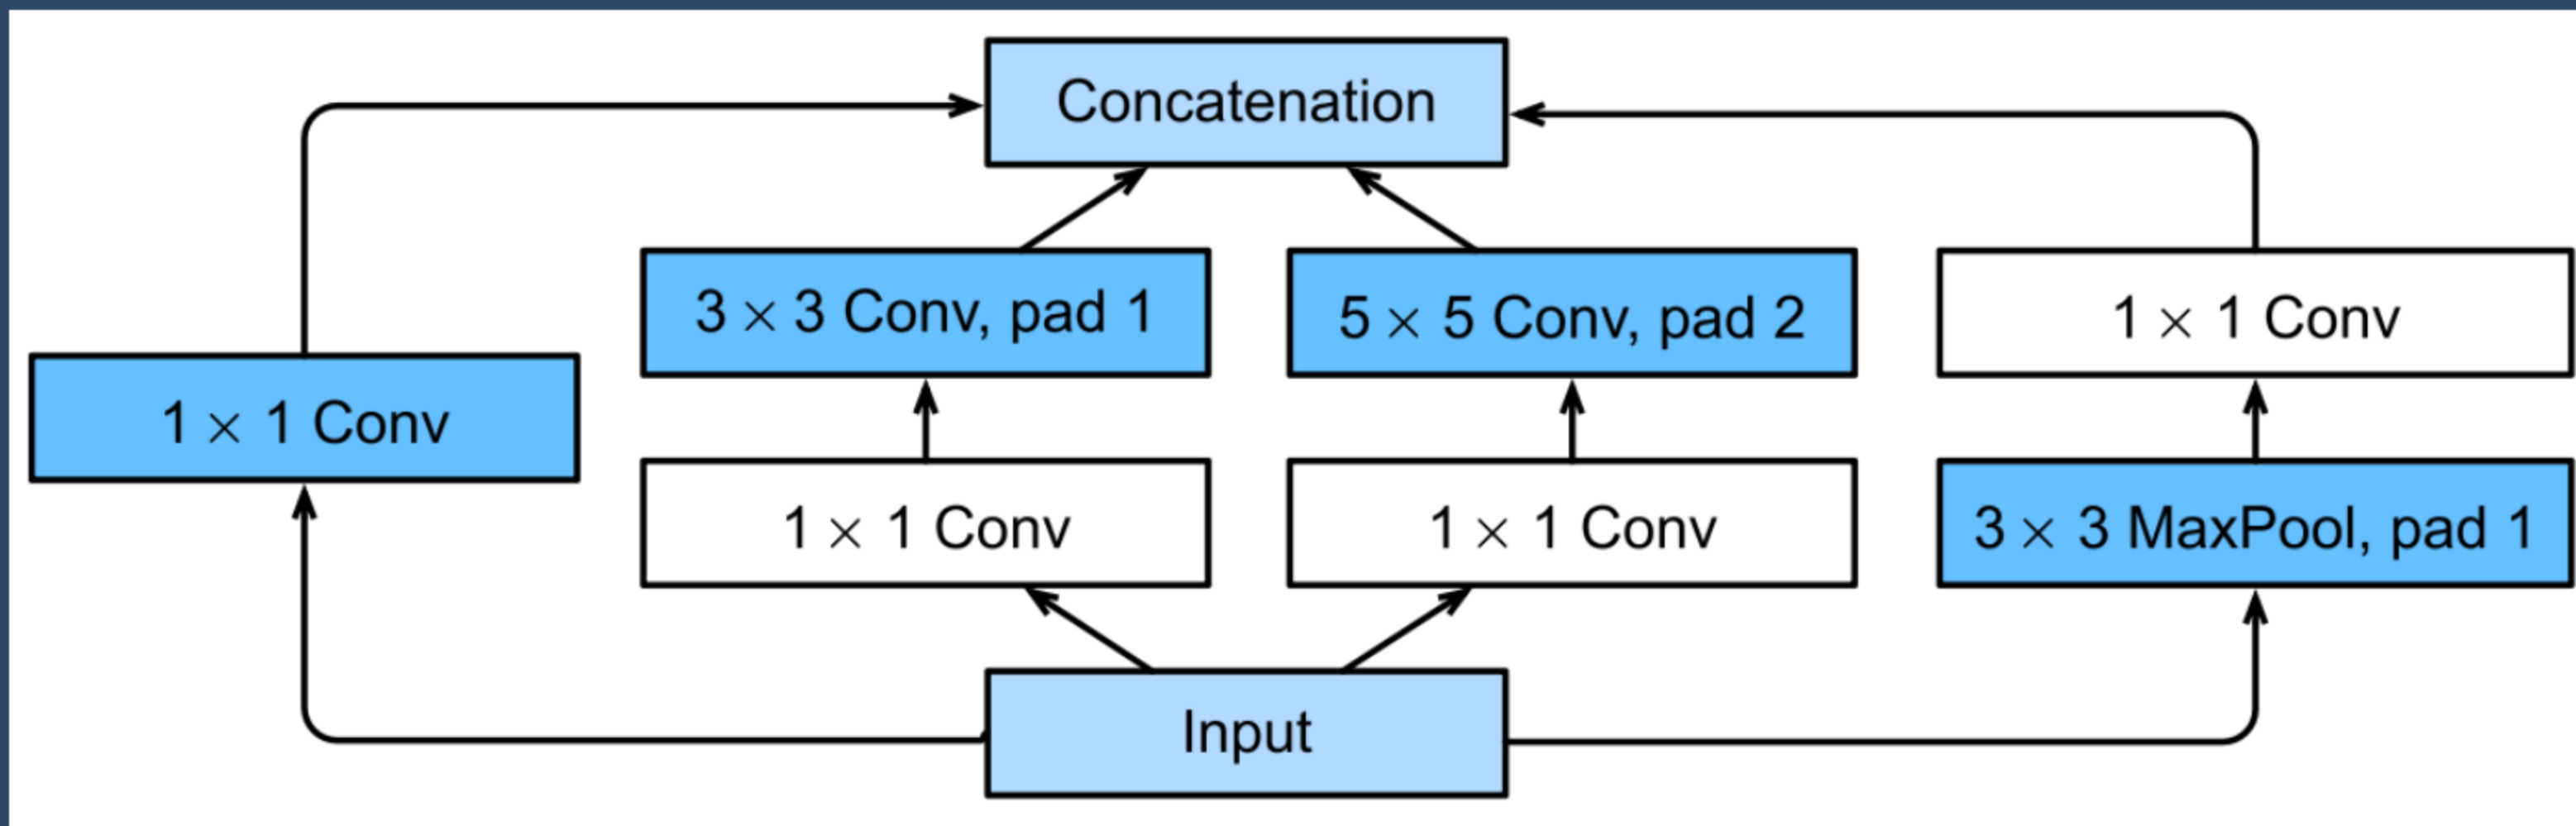 Concatenation
3 × 3 Conv, pad 1
5 × 5 Conv, pad 2
1 × 1 Conv
1 × 1 Conv
1 × 1 Conv
1 × 1 Conv
3 × 3 MaxPool, pad 1
Input